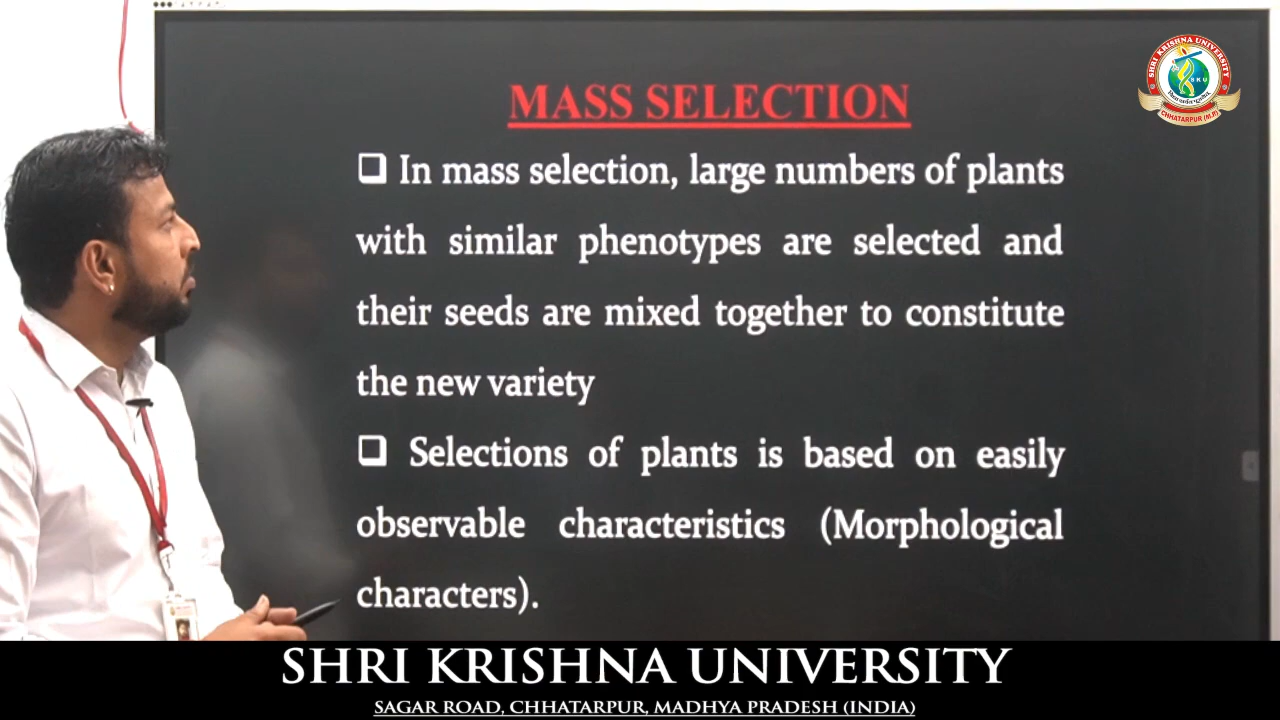 MASS SELECTION
❑ In mass selection, large numbers of plants
with similar phenotypes are selected and
their seeds are mixed together to constitute
the new variety
❑ Selections of plants is based on easily
observable characteristics (Morphological
characters).
SHRI KRISHNA UNIVERSITY
SKU
CHHATARPUR (M.P)
SHRI KRISHNA UNIVERSITY
SAGAR ROAD, CHHATARPUR, MADHYA PRADESH (INDIA)